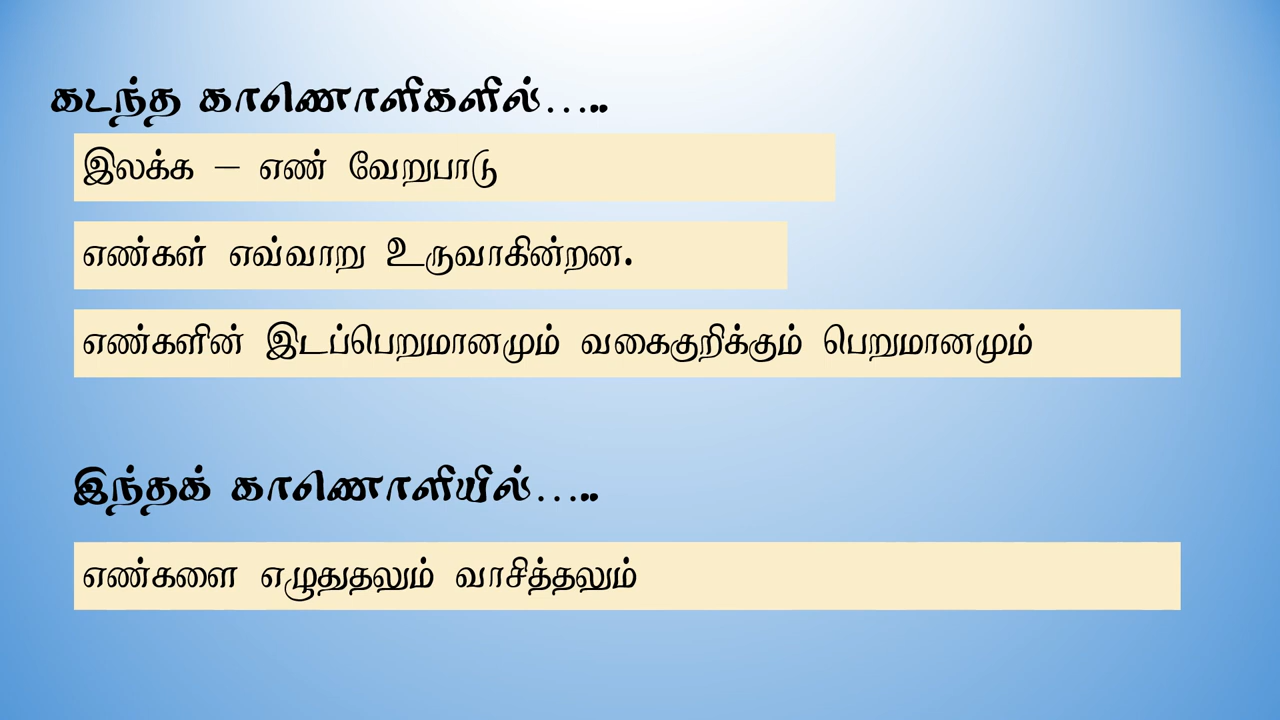 கடந்த காணொளிகளில்…..
இலக்க – எண் வேறுபாடு
எண்கள் எவ்வாறு உருவாகின்றன.
எண்களின் இடப்பெறுமானமும் வகைகுறிக்கும் பெறுமானமும்
இந்தக் காணொளியில்…..
எண்களை எழுதுதலும் வாசித்தலும்